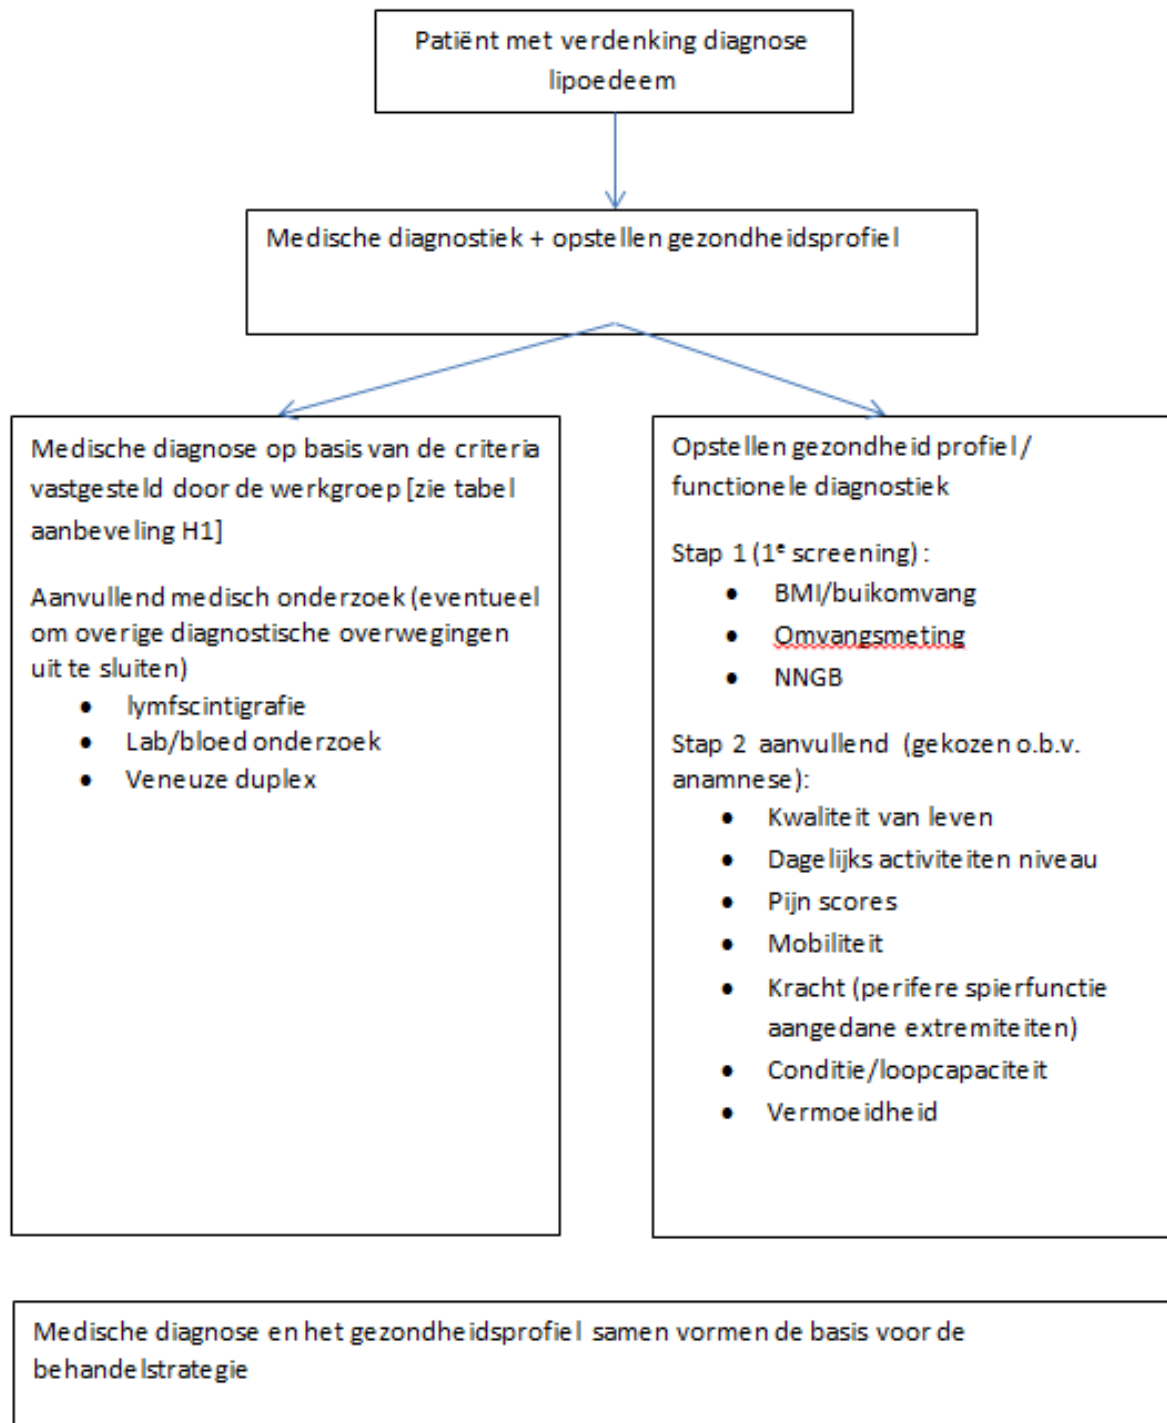 Patiënt met verdenking diagnose
lipoedeem
Medische diagnostiek + opstellen gezondheidsprofiel
Medische diagnose op basis van de criteria
vastgesteld door de werkgroep [zie tabel
aanbeveling H1]
Aanvullend medisch onderzoek (eventueel
om overige diagnostische overwegingen
uit te sluiten)
• lymfscintigrafie
• Lab/bloed onderzoek
• Veneuze duplex
Opstellen gezondheid profiel/
functionele diagnostiek
Stap 1 (1e screening) :
• BMI/buikomvang
• Omvangsmeting
• NNGB
Stap 2 aanvullend (gekozen o.b.v.
anamnese):
• Kwaliteit van leven
• Dagelijks activiteiten niveau
• Pijn scores
• Mobiliteit
• Kracht (perifere spierfunctie
aangedane extremiteiten)
• Conditie/loopcapaciteit
• Vermoeidheid
Medische diagnose en het gezondheidsprofiel samen vormen de basis voor de
behandelstrategie